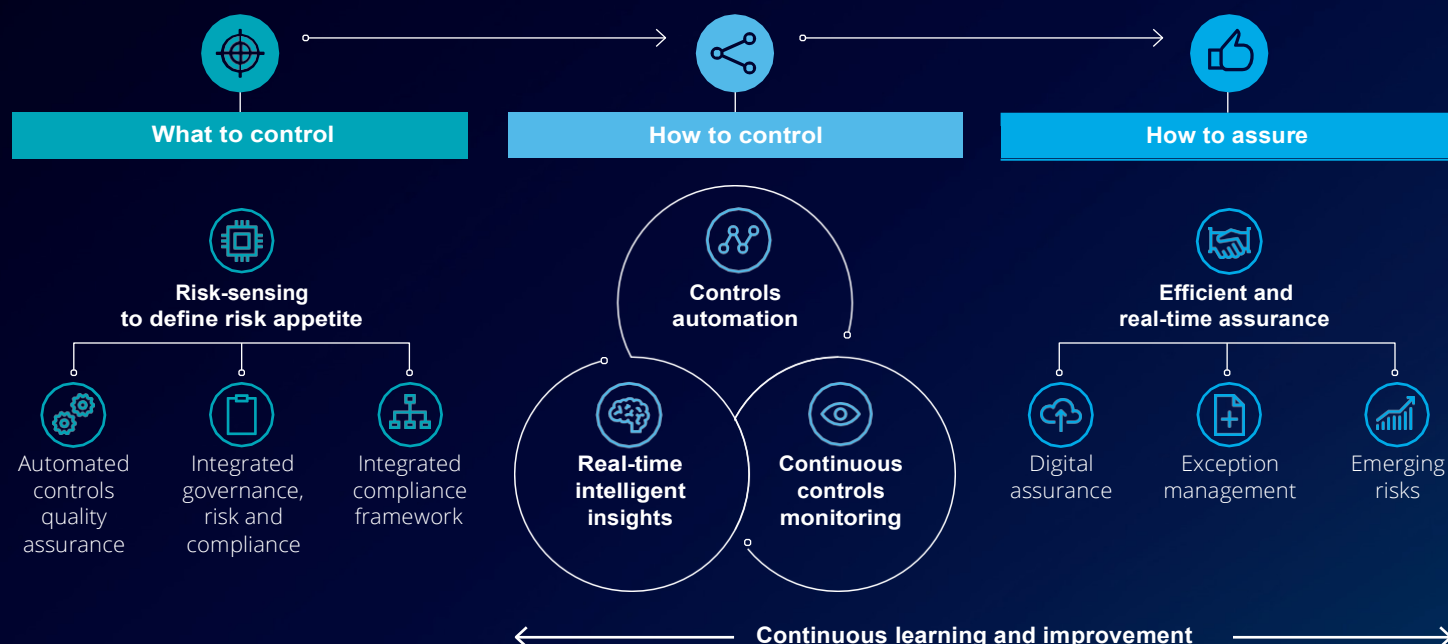 What to control
How to control
How to assure
Risk-sensing
to define risk appetite
Automated
controls
quality
assurance
Integrated
governance,
risk and
compliance
Integrated
compliance
framework
Controls
automation
Real-time
intelligent
insights
Continuous
controls
monitoring
Efficient and
real-time assurance
Digital
assurance
Exception
management
Emerging
risks
Continuous learning and improvement